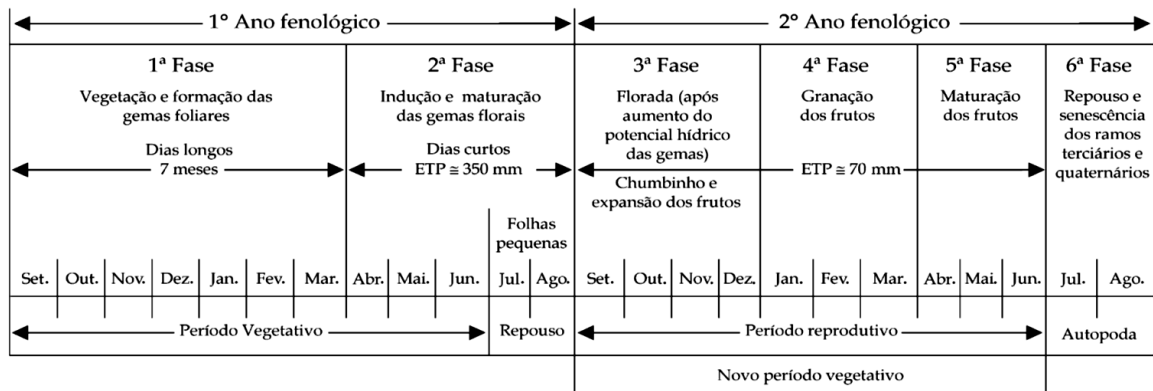 1° Ano fenológico
2° Ano fenológico
1ª Fase
Vegetação e formação das
gemas foliares
Dias longos
7 meses
2ª Fase
Indução e maturação
das gemas florais
Dias curtos
ETP ≅ 350 mm
Folhas
pequenas
3ª Fase
Florada (após
aumento do
potencial hídrico
das gemas)
Chumbinho e
expansão dos frutos
4ª Fase
Granação
dos frutos
ETP ≅ 70 mm
5ª Fase
Maturação
dos frutos
6ª Fase
Repouso e
senescência
dos ramos
terciários e
quaternários
Set. Out. Nov. Dez. Jan. Fev. Mar. Abr. Mai. Jun. Jul. Ago. Set. Out. Nov. Dez. Jan. Fev. Mar. Abr. Mai. Jun. Jul. Ago.
Período Vegetativo
Repouso
Período reprodutivo
Autopoda
Novo período vegetativo